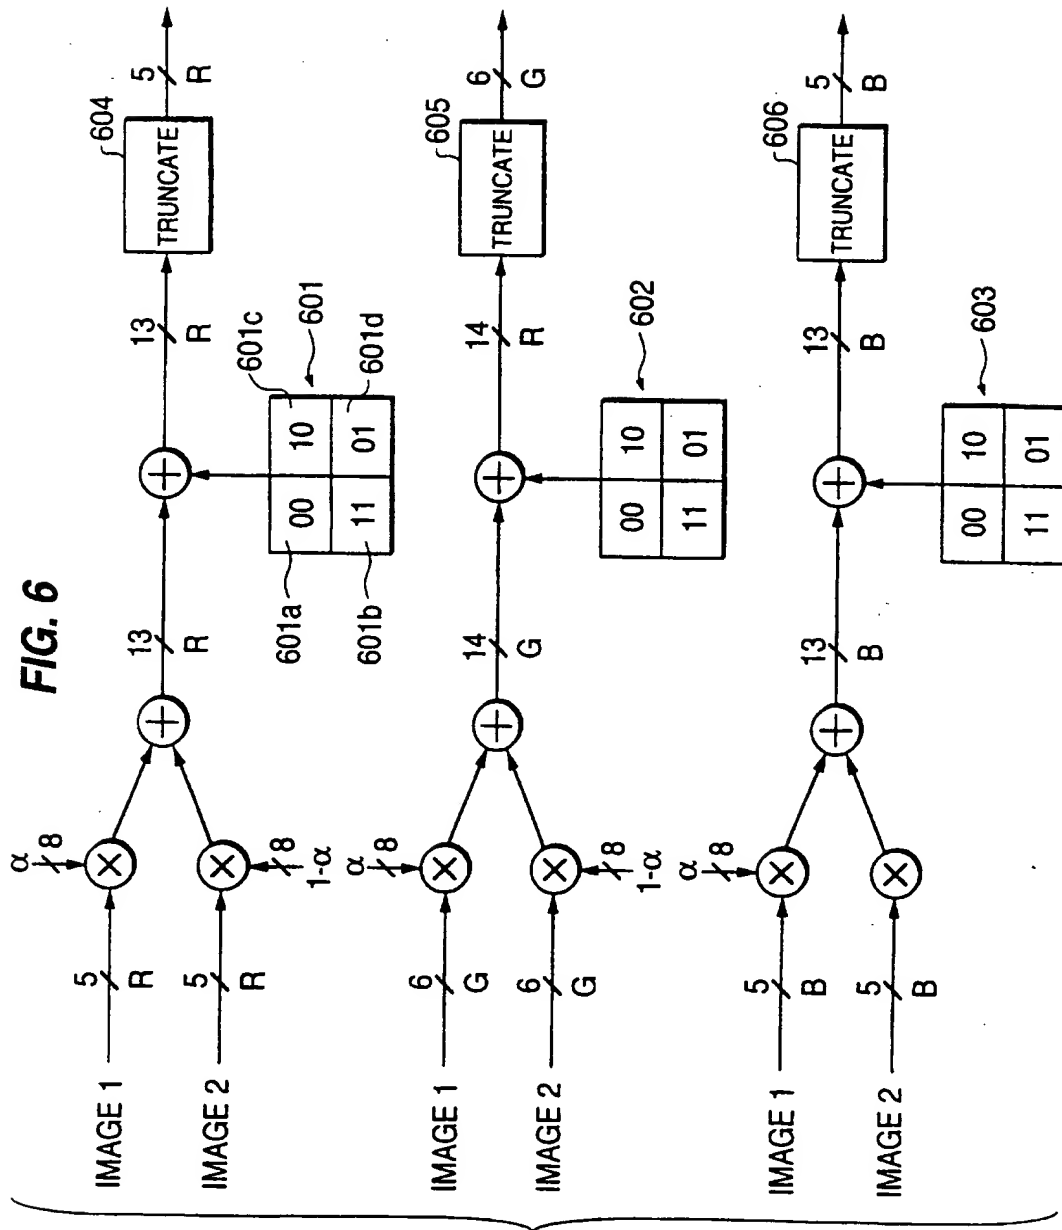 FIG. 6
α
8
IMAGE 1
5
R
13
R
13
R
604
TRUNCATE
5
R
IMAGE 2
5
R
8
1-α
601a
00
10
601c
601
601b
11
01
601d
α
8
IMAGE 1
6
G
14
G
14
R
605
TRUNCATE
6
G
IMAGE 2
6
G
8
1-α
00
10
602
11
01
α
8
IMAGE 1
5
B
13
B
13
B
606
TRUNCATE
5
B
IMAGE 2
5
B
00
10
603
11
01